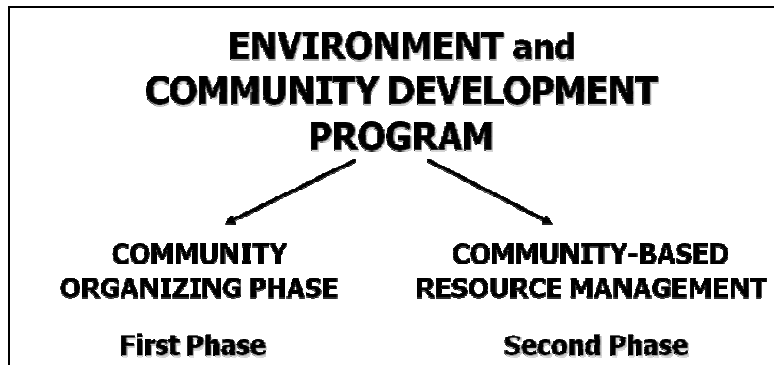 ENVIRONMENT and
COMMUNITY DEVELOPMENT
PROGRAM
COMMUNITY
ORGANIZING PHASE
First Phase
COMMUNITY-BASED
RESOURCE MANAGEMENT
Second Phase